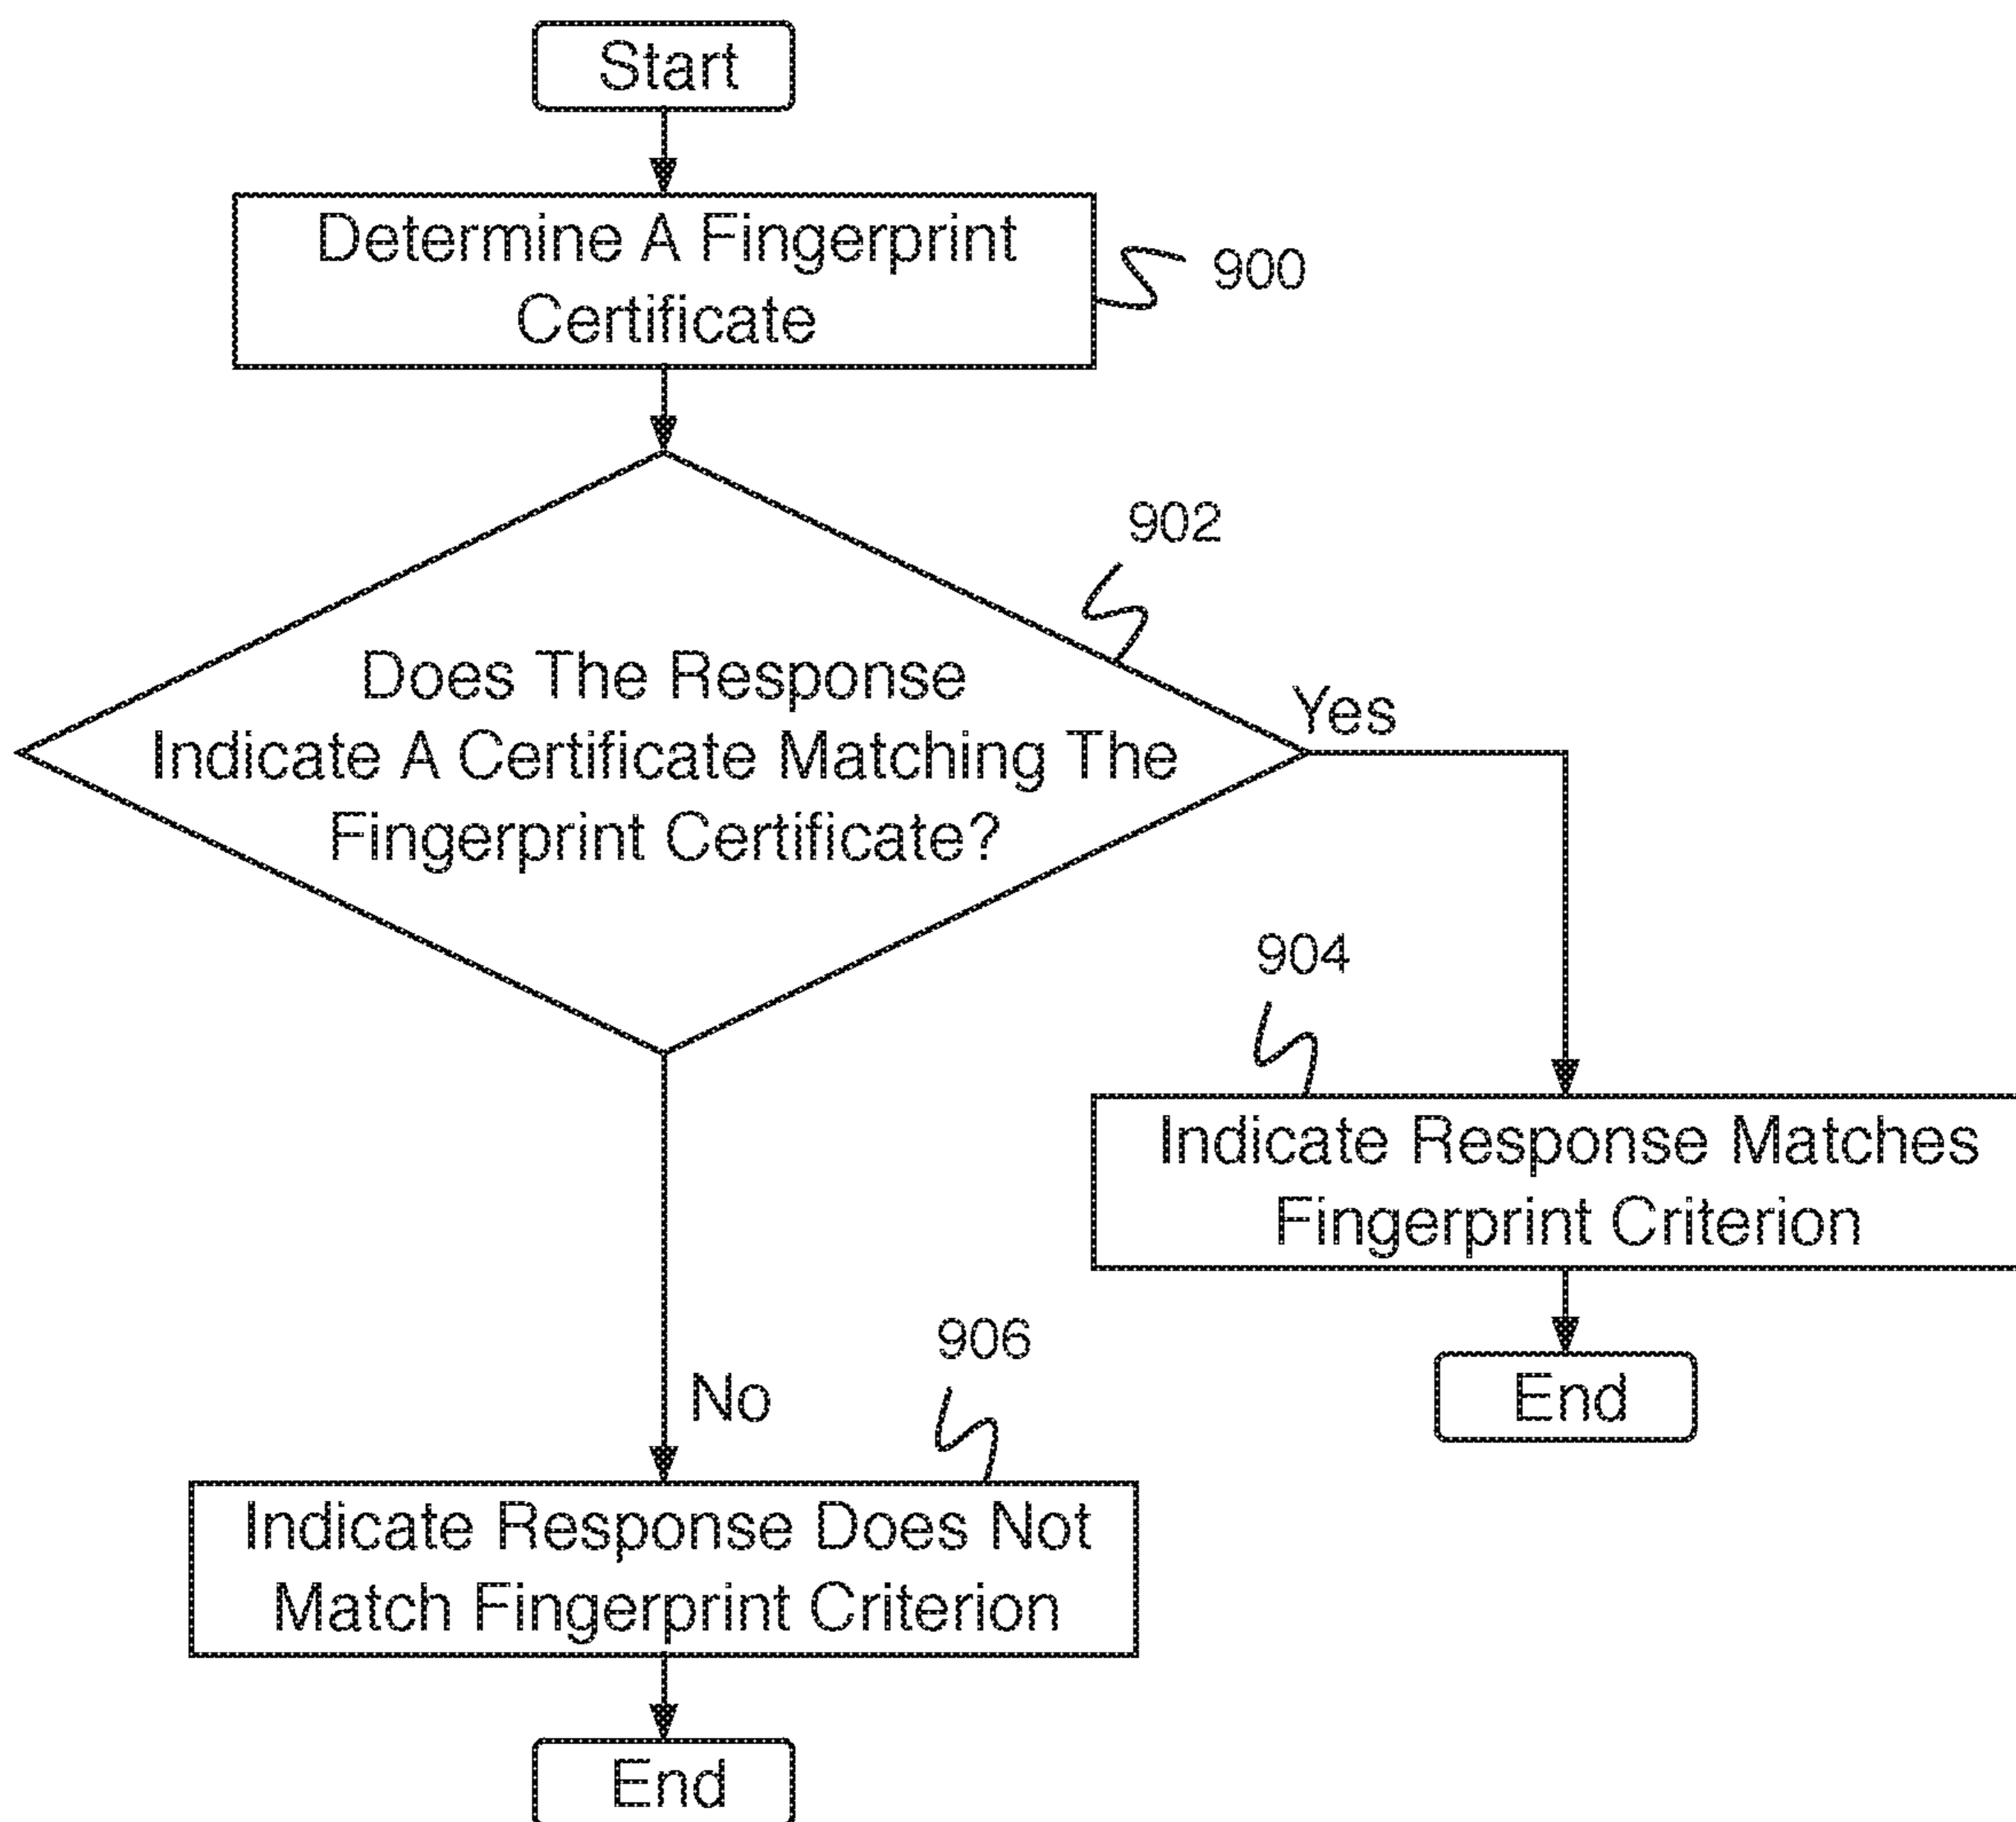 Start
Determine A Fingerprint
Certificate
900
902
Does The Response
Indicate A Certificate Matching The
Fingerprint Certificate?
Yes
904
Indicate Response Matches
Fingerprint Criterion
End
906
No
Indicate Response Does Not
Match Fingerprint Criterion
End